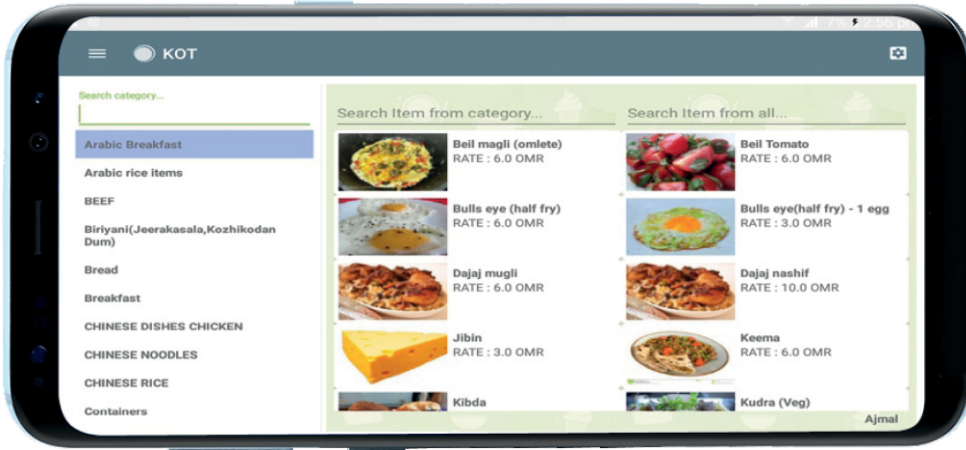 7% 2:56 pm
KOT
Search category...
Arabic Breakfast
Arabic rice items
BEEF
Biriyani(Jeerakasala,Kozhikodan
Dum)
Bread
Breakfast
CHINESE DISHES CHICKEN
CHINESE NOODLES
CHINESE RICE
Containers
Search Item from category...
Search Item from all...
Beil magli (omlete)
RATE : 6.0 OMR
Beil Tomato
RATE : 6.0 OMR
Bulls eye (half fry)
RATE : 6.0 OMR
Bulls eye(half fry) - 1 egg
RATE : 3.0 OMR
Dajaj mugli
RATE : 6.0 OMR
Dajaj nashif
RATE : 10.0 OMR
Jibin
RATE : 3.0 OMR
Keema
RATE : 6.0 OMR
Kibda
Kudra (Veg)
Ajmal